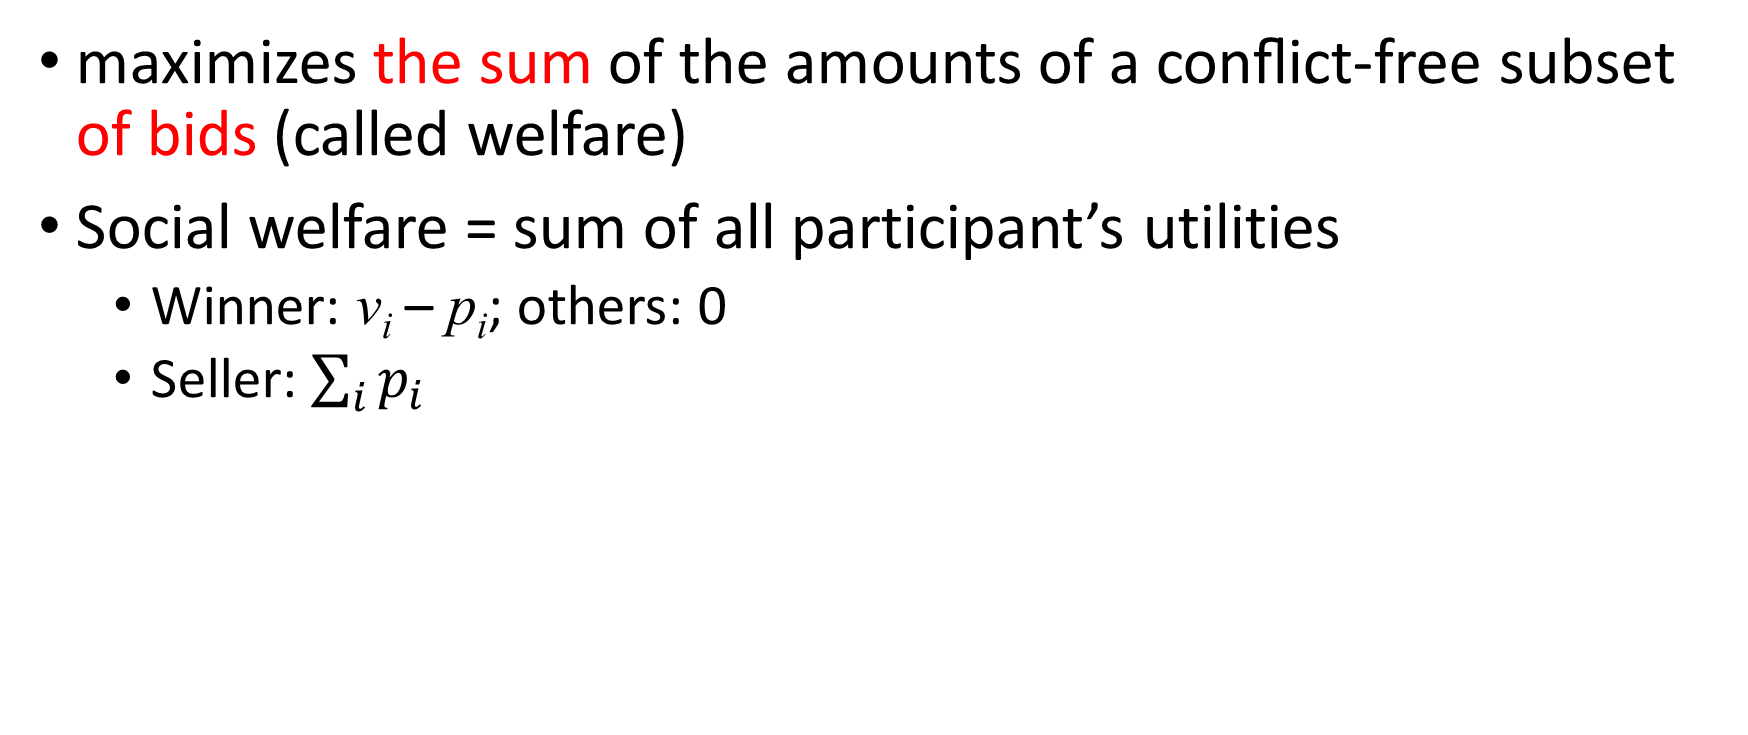 • maximizes the sum of the amounts of a conflict-free subset
of bids (called welfare)
• Social welfare = sum of all participant’s utilities
• Winner: vᵢ – pᵢ; others: 0
• Seller: ∑ᵢ pᵢ